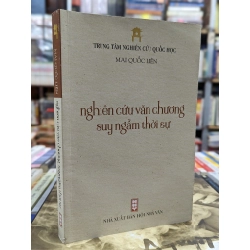 TRUNG TÂM NGHIÊN CỨU QUỐC HỌC
MAI QUỐC LIÊN
nghiên cứu văn chương
suy ngẫm thời sự
NHÀ XUẤT BẢN HỘI NHÀ VĂN